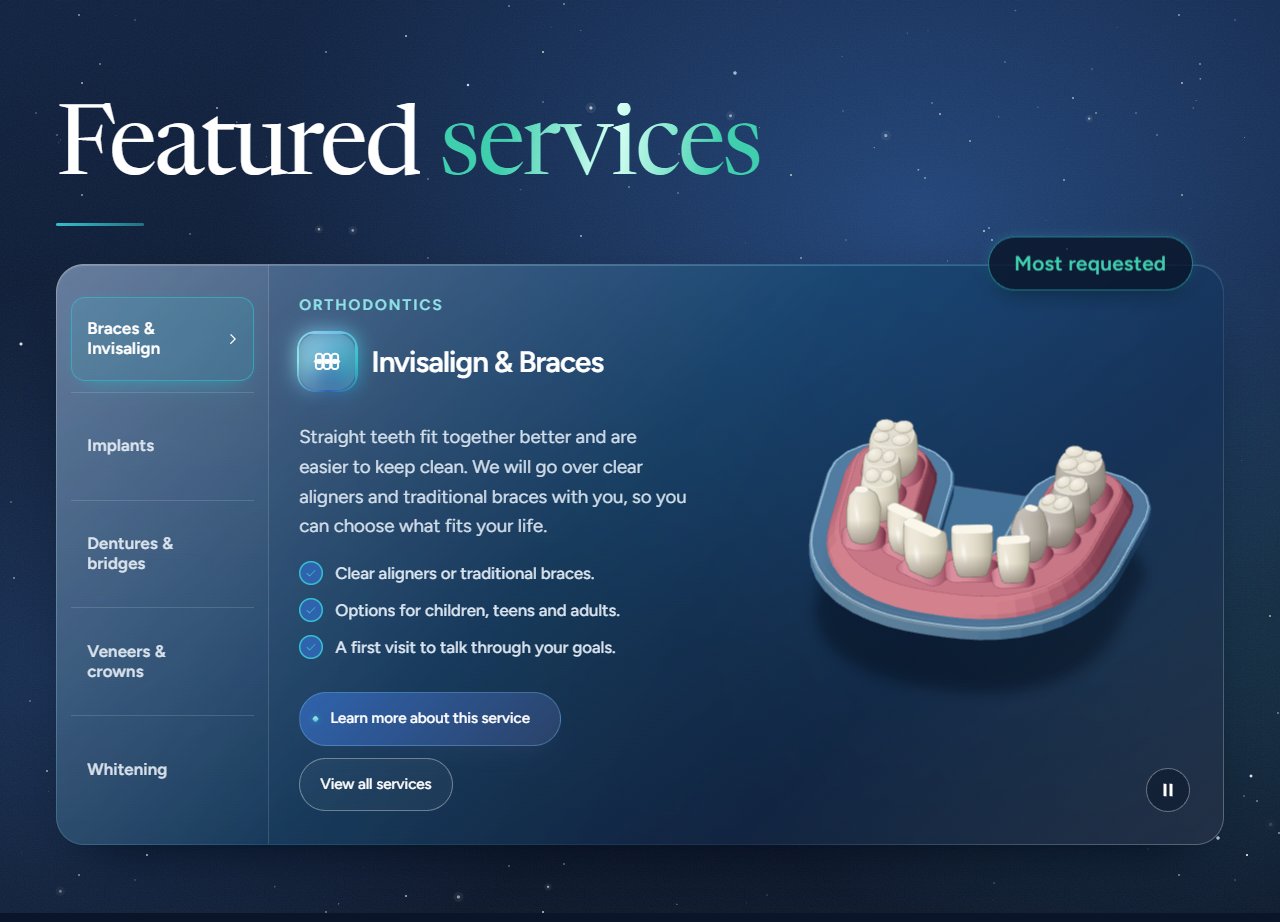 Featured services
Most requested
Braces &
Invisalign
Implants
Dentures &
bridges
Veneers &
crowns
Whitening
ORTHODONTICS
Invisalign & Braces
Straight teeth fit together better and are
easier to keep clean. We will go over clear
aligners and traditional braces with you, so you
can choose what fits your life.
Clear aligners or traditional braces.
Options for children, teens and adults.
A first visit to talk through your goals.
Learn more about this service
View all services